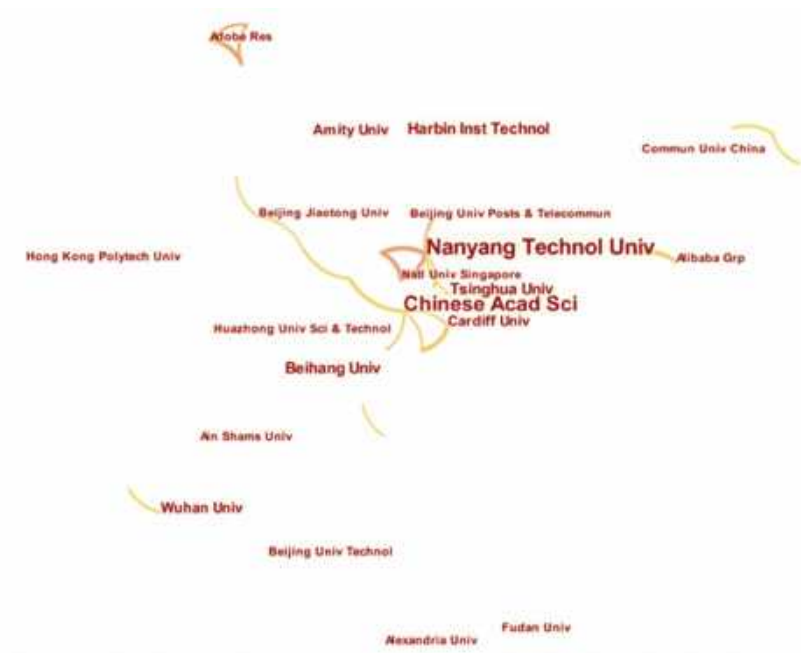 Adobe Res
Amity Univ
Harbin Inst Technol
Commun Univ China
Beijing Jiaotong Univ
Beijing Univ Posts & Telecommun
Nanyang Technol Univ
Hong Kong Polytech Univ
Alibaba Grp
Natl Univ Singapore
Tsinghua Univ
Chinese Acad Sci
Cardiff Univ
Huazhong Univ Sci & Technol
Beihang Univ
Ain Shams Univ
Wuhan Univ
Beijing Univ Technol
Fudan Univ
Alexandria Univ